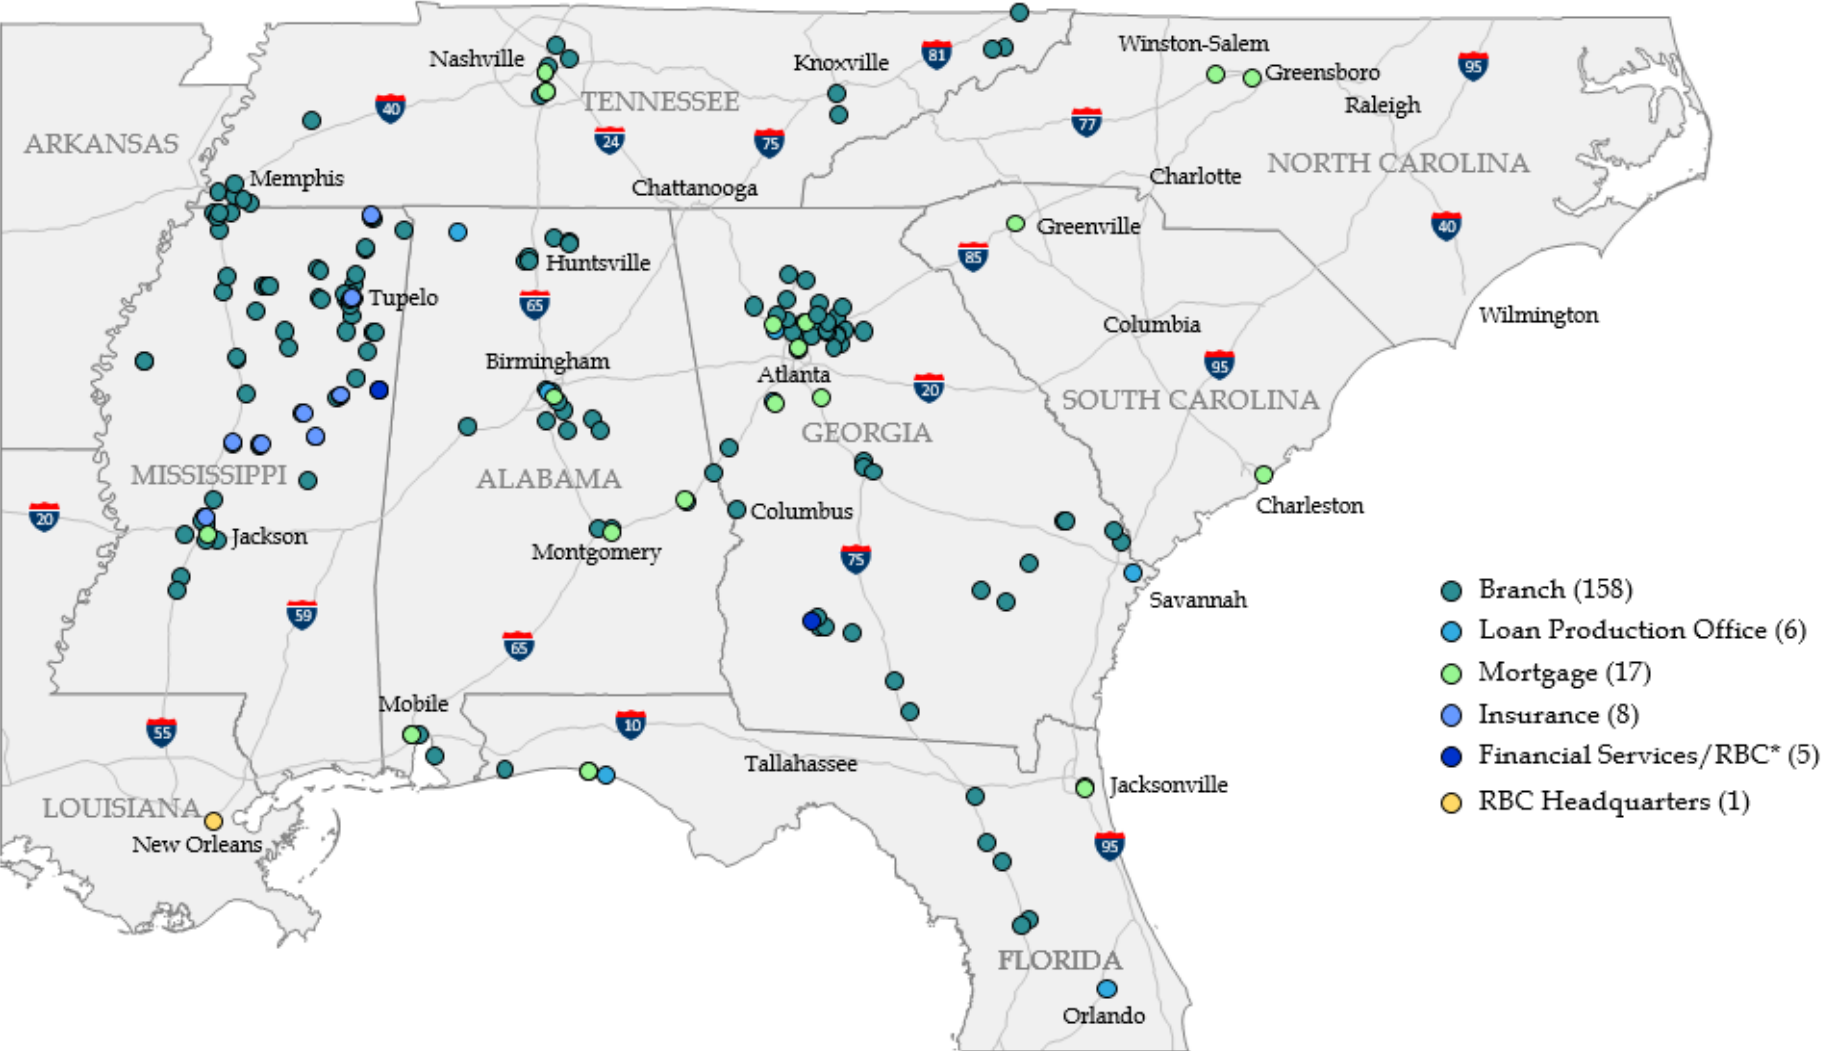 Winston-Salem
Nashville
Knoxville
81
95
Greensboro
TENNESSEE
Raleigh
40
77
ARKANSAS
24
75
NORTH CAROLINA
Memphis
Chattanooga
Charlotte
Greenville
40
85
Huntsville
Tupelo
65
Wilmington
Columbia
Birmingham
95
Atlanta
20
SOUTH CAROLINA
GEORGIA
MISSISSIPPI
ALABAMA
Charleston
20
Columbus
Jackson
Montgomery
75
Branch (158)
Savannah
59
Loan Production Office (6)
65
Mortgage (17)
Mobile
Insurance (8)
55
10
Financial Services/RBC* (5)
Tallahassee
Jacksonville
RBC Headquarters (1)
LOUISIANA
New Orleans
95
FLORIDA
Orlando